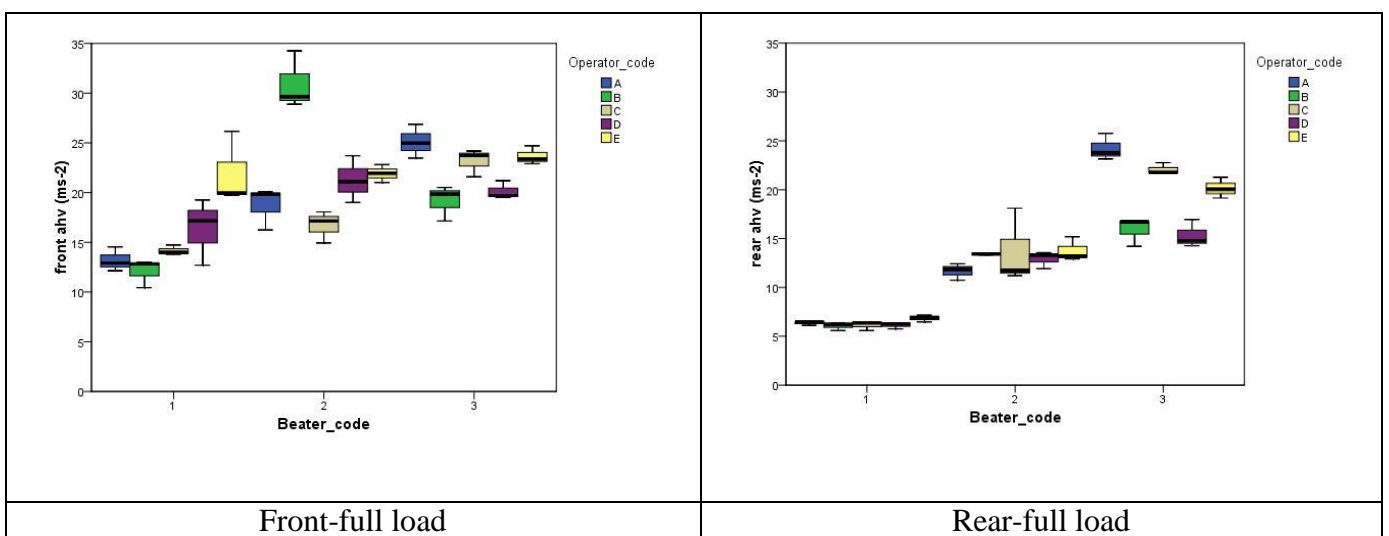 35
30
25
20
15
10
5
0
front ahv (ms-2)
1 2 3
Beater_code
Operator_code
A
B
C
D
E
35
30
25
20
15
10
5
0
rear ahv (ms-2)
1 2 3
Beater_code
Operator_code
A
B
C
D
E
Front-full load
Rear-full load